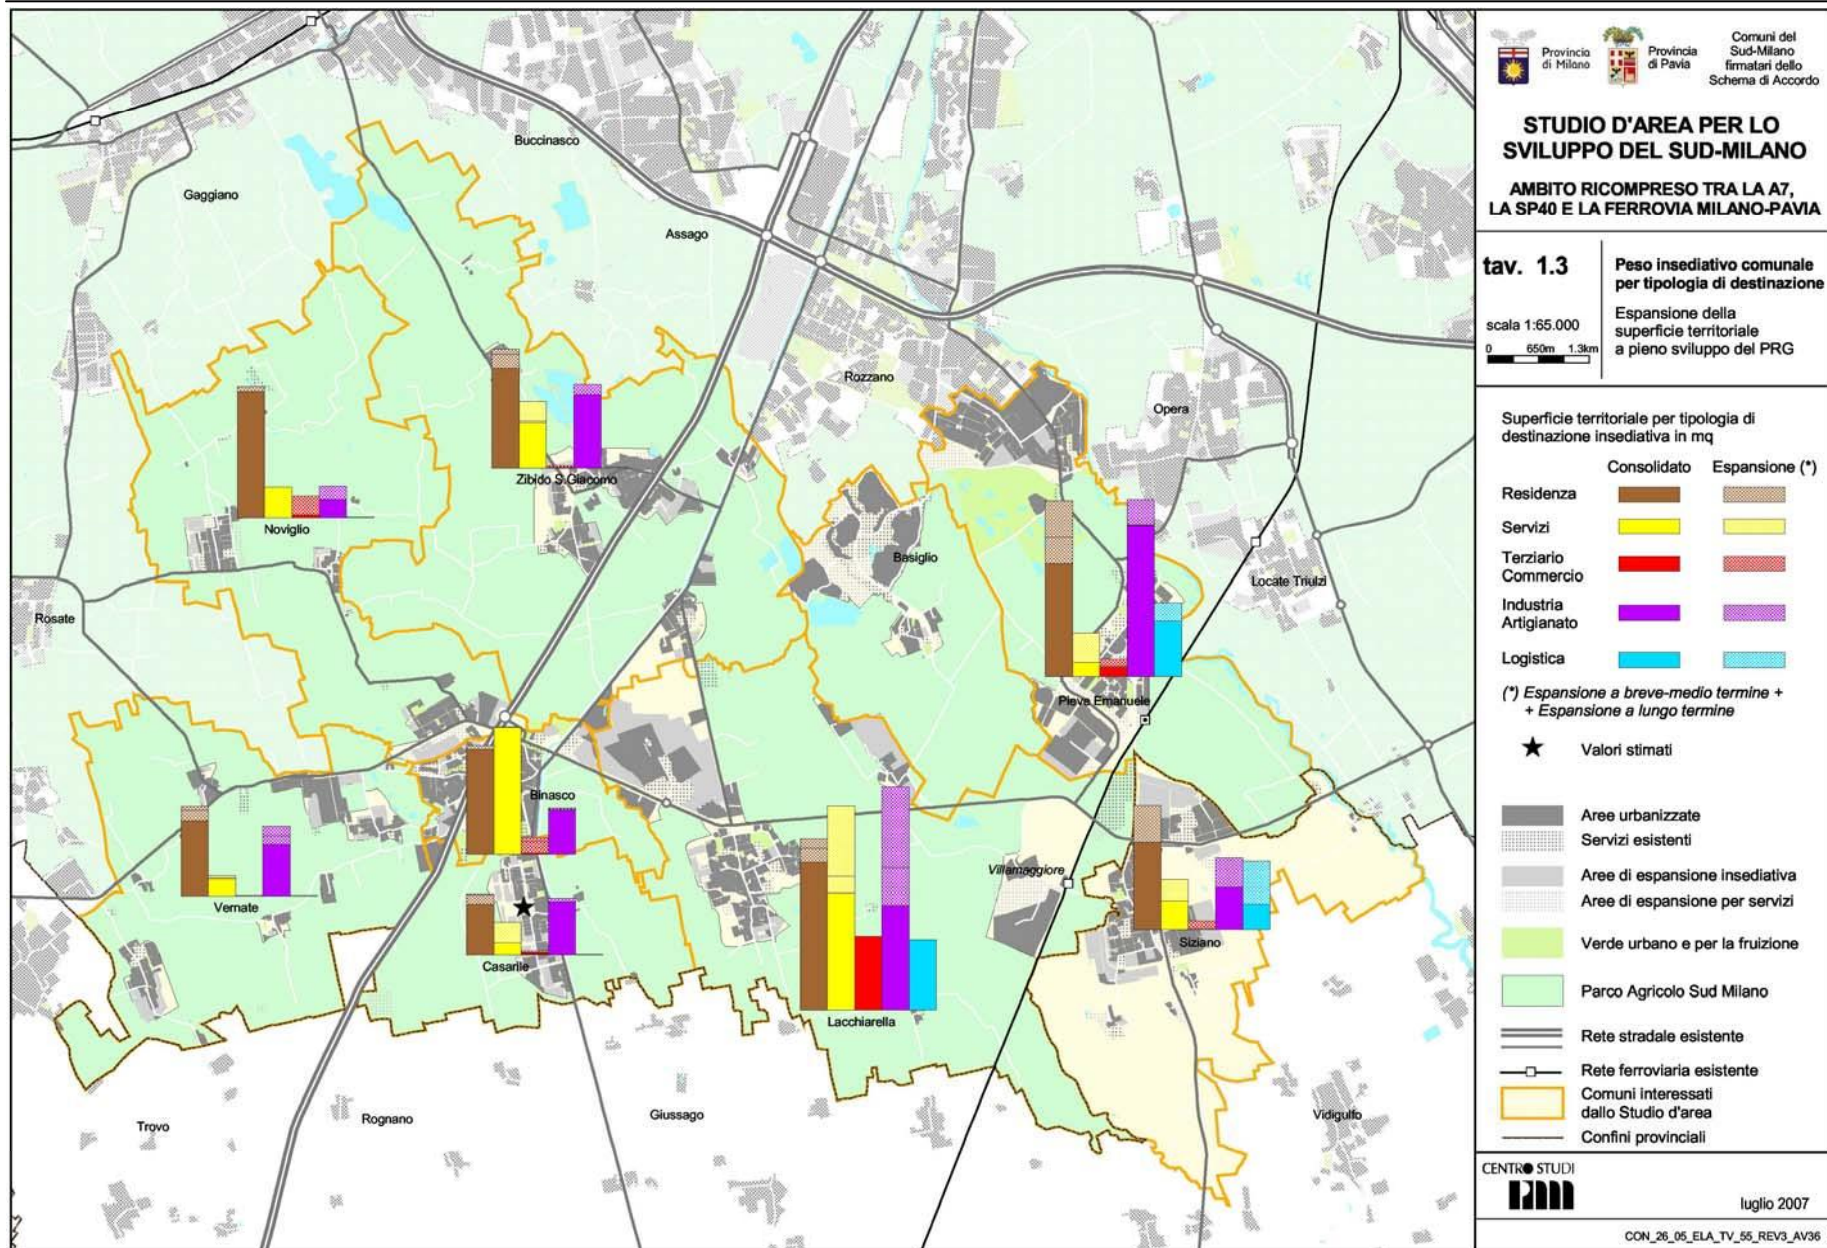 Gaggiano
Buccinasco
Assago
Rozzano
Opera
Zibido S.Giacomo
Noviglio
Basiglio
Locate Triulzi
Rosate
Pieve Emanuele
Binasco
Vernate
Casarile
Villamaggiore
Siziano
Lacchiarella
Trovo
Rognano
Giussago
Vidigulfo
Provincia
di Milano
Provincia
di Pavia
Comuni del
Sud-Milano
firmatari dello
Schema di Accordo
STUDIO D'AREA PER LO
SVILUPPO DEL SUD-MILANO
AMBITO RICOMPRESO TRA LA A7,
LA SP40 E LA FERROVIA MILANO-PAVIA
tav. 1.3
Peso insediativo comunale
per tipologia di destinazione
scala 1:65.000
0 650m 1.3km
Espansione della
superficie territoriale
a pieno sviluppo del PRG
Superficie territoriale per tipologia di
destinazione insediativa in mq
Consolidato Espansione (*)
Residenza
Servizi
Terziario
Commercio
Industria
Artigianato
Logistica
(*) Espansione a breve-medio termine +
+ Espansione a lungo termine
Valori stimati
Aree urbanizzate
Servizi esistenti
Aree di espansione insediativa
Aree di espansione per servizi
Verde urbano e per la fruizione
Parco Agricolo Sud Milano
Rete stradale esistente
Rete ferroviaria esistente
Comuni interessati
dallo Studio d'area
Confini provinciali
CENTRO STUDI
PIM
luglio 2007
CON_26_05_ELA_TV_55_REV3_AV36